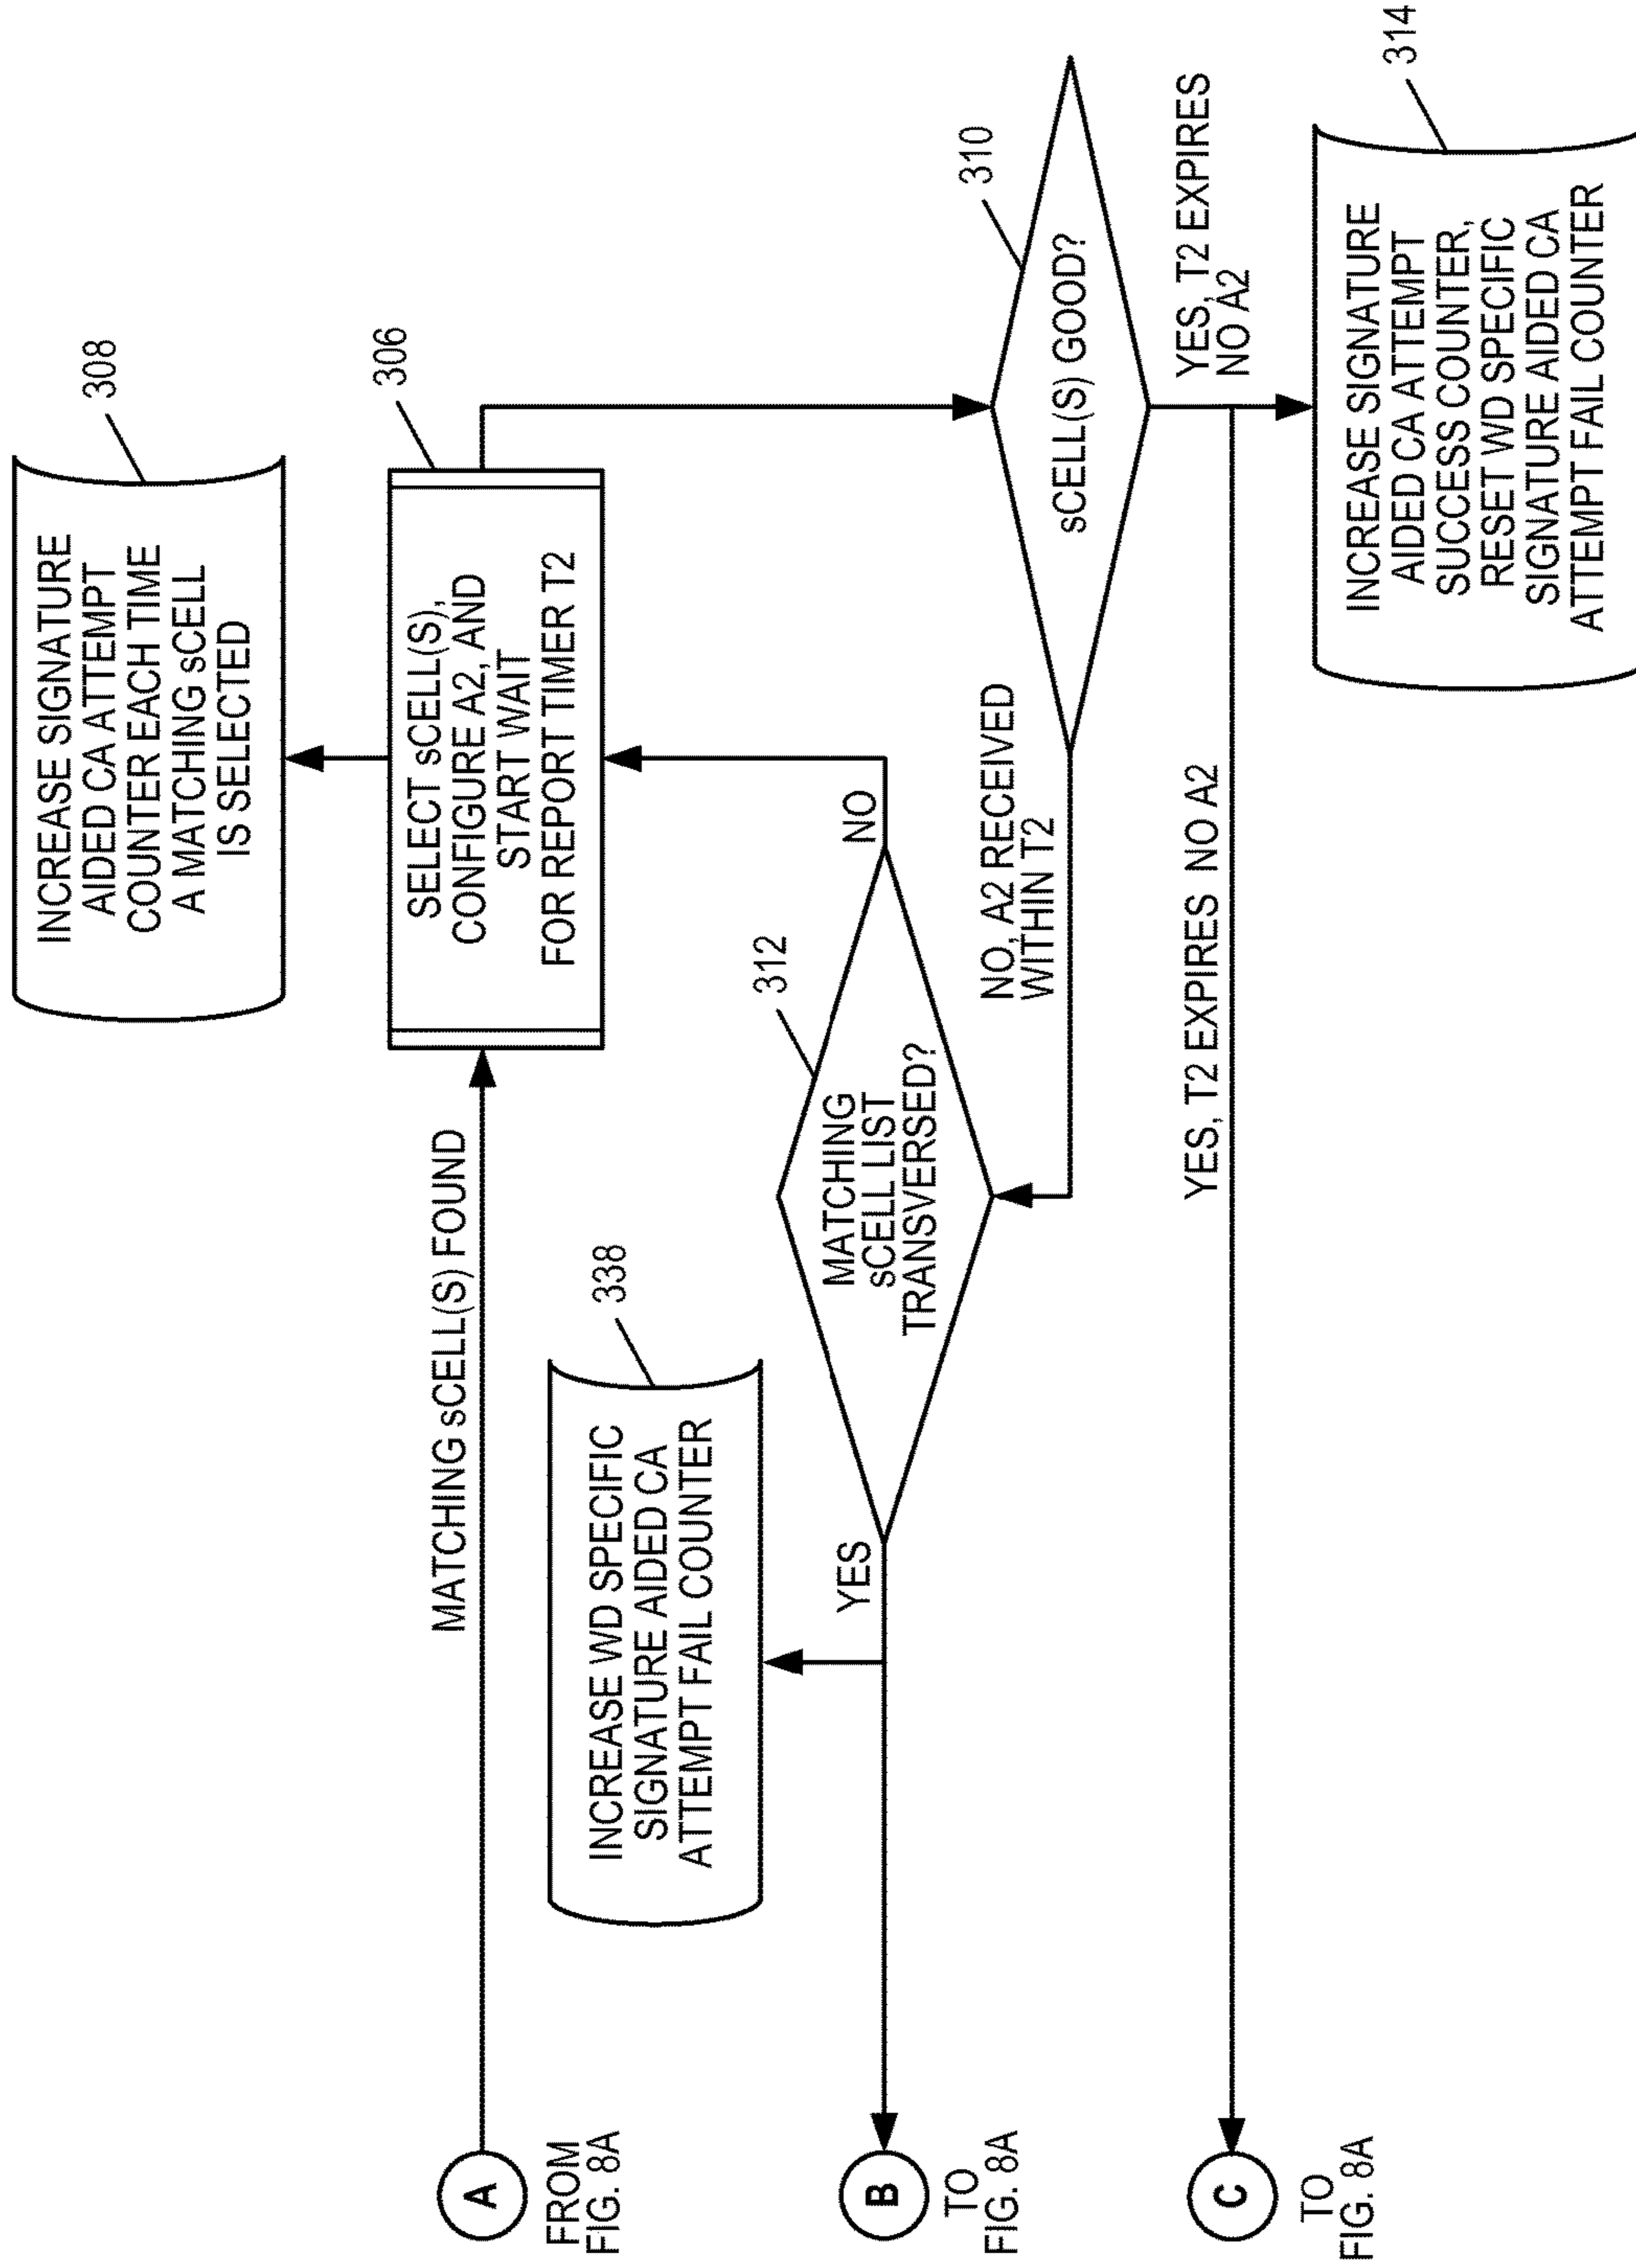 INCREASE SIGNATURE
AIDED CA ATTEMPT
COUNTER EACH TIME
A MATCHING sCELL
IS SELECTED
308
A
FROM
FIG. 8A
MATCHING sCELL(S) FOUND
SELECT sCELL(S),
CONFIGURE A2, AND
START WAIT
FOR REPORT TIMER T2
306
INCREASE WD SPECIFIC
SIGNATURE AIDED CA
ATTEMPT FAIL COUNTER
338
B
TO
FIG. 8A
YES
MATCHING
sCELL LIST
TRANSVERSED?
312
NO
NO, A2 RECEIVED
WITHIN T2
sCELL(S) GOOD?
310
C
TO
FIG. 8A
YES, T2 EXPIRES NO A2
YES, T2 EXPIRES
NO A2
INCREASE SIGNATURE
AIDED CA ATTEMPT
SUCCESS COUNTER,
RESET WD SPECIFIC
SIGNATURE AIDED CA
ATTEMPT FAIL COUNTER
314